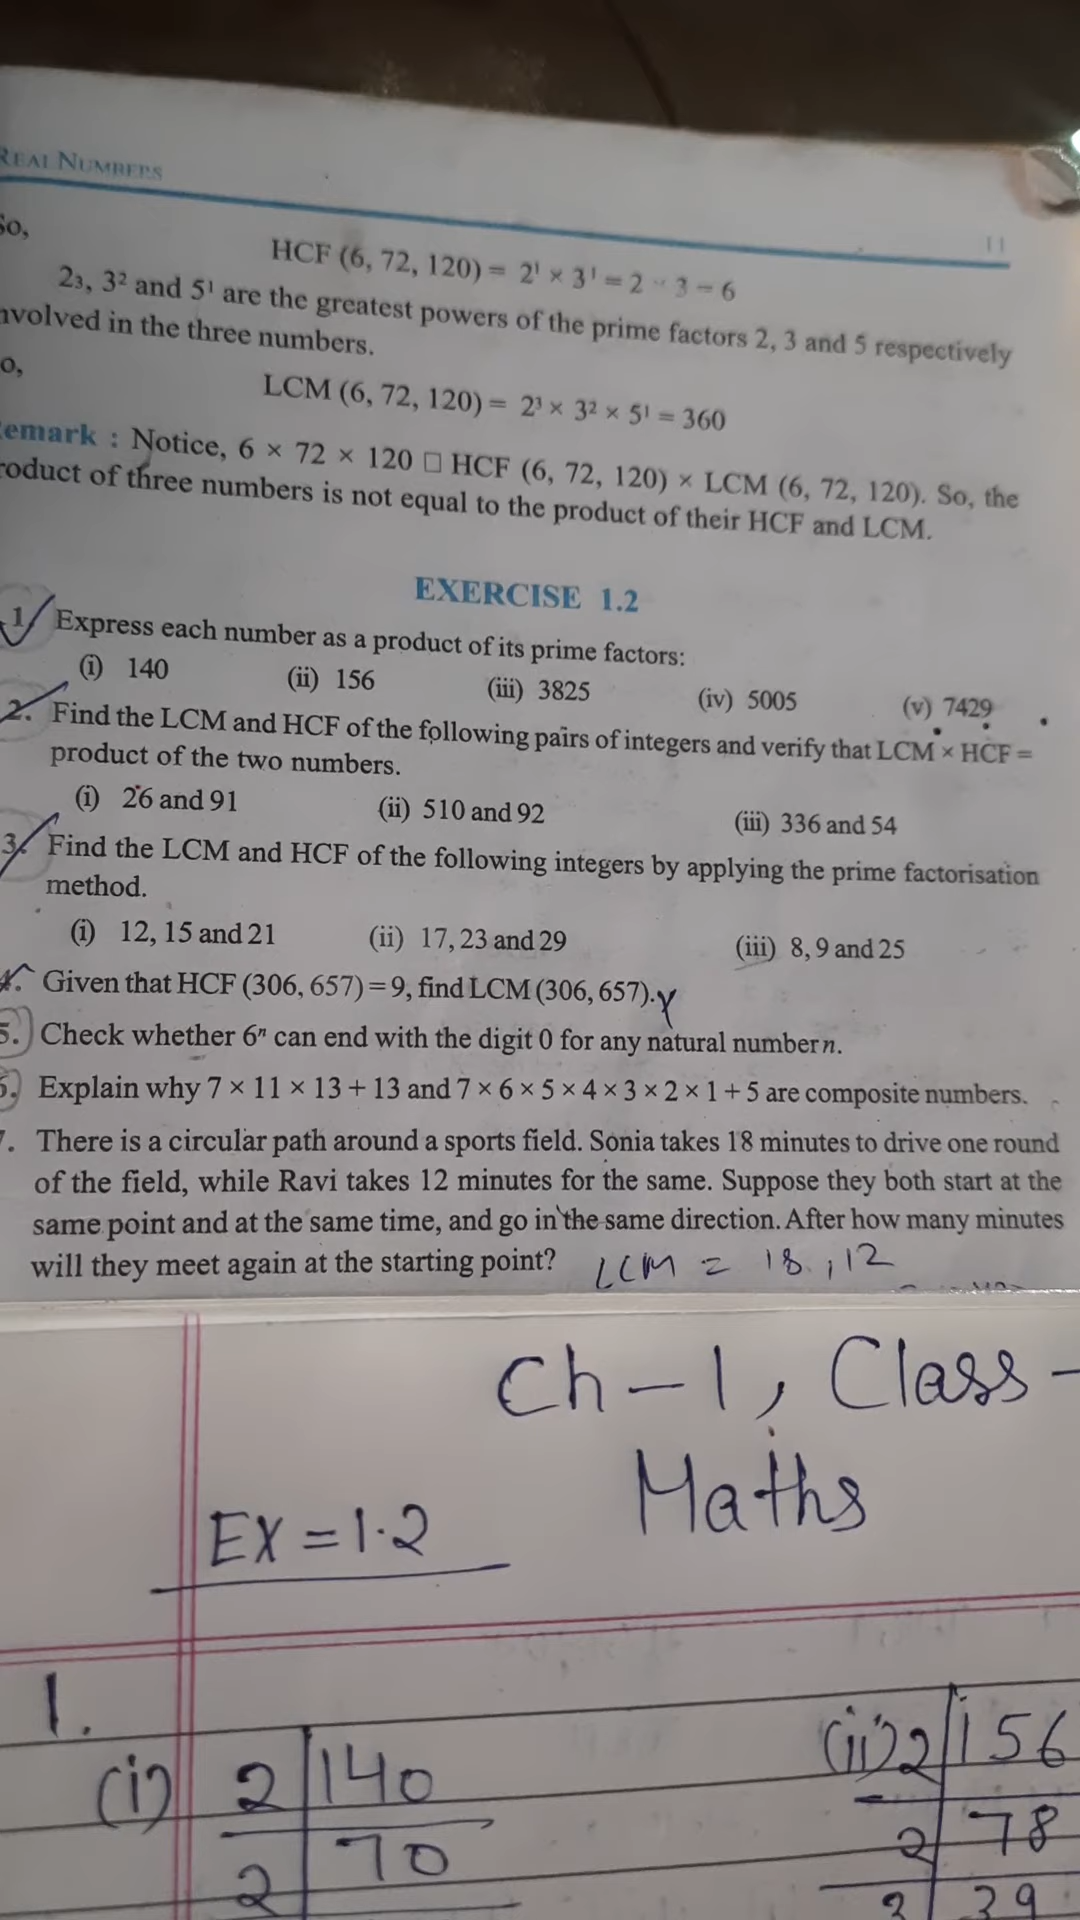 REAL NUMBERS
11
So,
HCF (6, 72, 120) = 2¹ × 3¹ = 2 × 3 = 6
2₃, 3² and 5¹ are the greatest powers of the prime factors 2, 3 and 5 respectively
nvolved in the three numbers.
o,
LCM (6, 72, 120) = 2³ × 3² × 5¹ = 360
emark : Notice, 6 × 72 × 120 □ HCF (6, 72, 120) × LCM (6, 72, 120). So, the
roduct of three numbers is not equal to the product of their HCF and LCM.
EXERCISE 1.2
1. Express each number as a product of its prime factors:
(i) 140 (ii) 156 (iii) 3825 (iv) 5005 (v) 7429
2. Find the LCM and HCF of the following pairs of integers and verify that LCM × HCF =
product of the two numbers.
(i) 26 and 91 (ii) 510 and 92 (iii) 336 and 54
3. Find the LCM and HCF of the following integers by applying the prime factorisation
method.
(i) 12, 15 and 21 (ii) 17, 23 and 29 (iii) 8, 9 and 25
4. Given that HCF (306, 657) = 9, find LCM (306, 657).
5. Check whether 6ⁿ can end with the digit 0 for any natural number n.
6. Explain why 7 × 11 × 13 + 13 and 7 × 6 × 5 × 4 × 3 × 2 × 1 + 5 are composite numbers.
7. There is a circular path around a sports field. Sonia takes 18 minutes to drive one round
of the field, while Ravi takes 12 minutes for the same. Suppose they both start at the
same point and at the same time, and go in the same direction. After how many minutes
will they meet again at the starting point? LCM = 18, 12
Ch-1, Class-
Maths
EX = 1.2
1.
(i) 2 | 140 (ii) 2 | 156
2 | 70 2 | 78
3 | 39